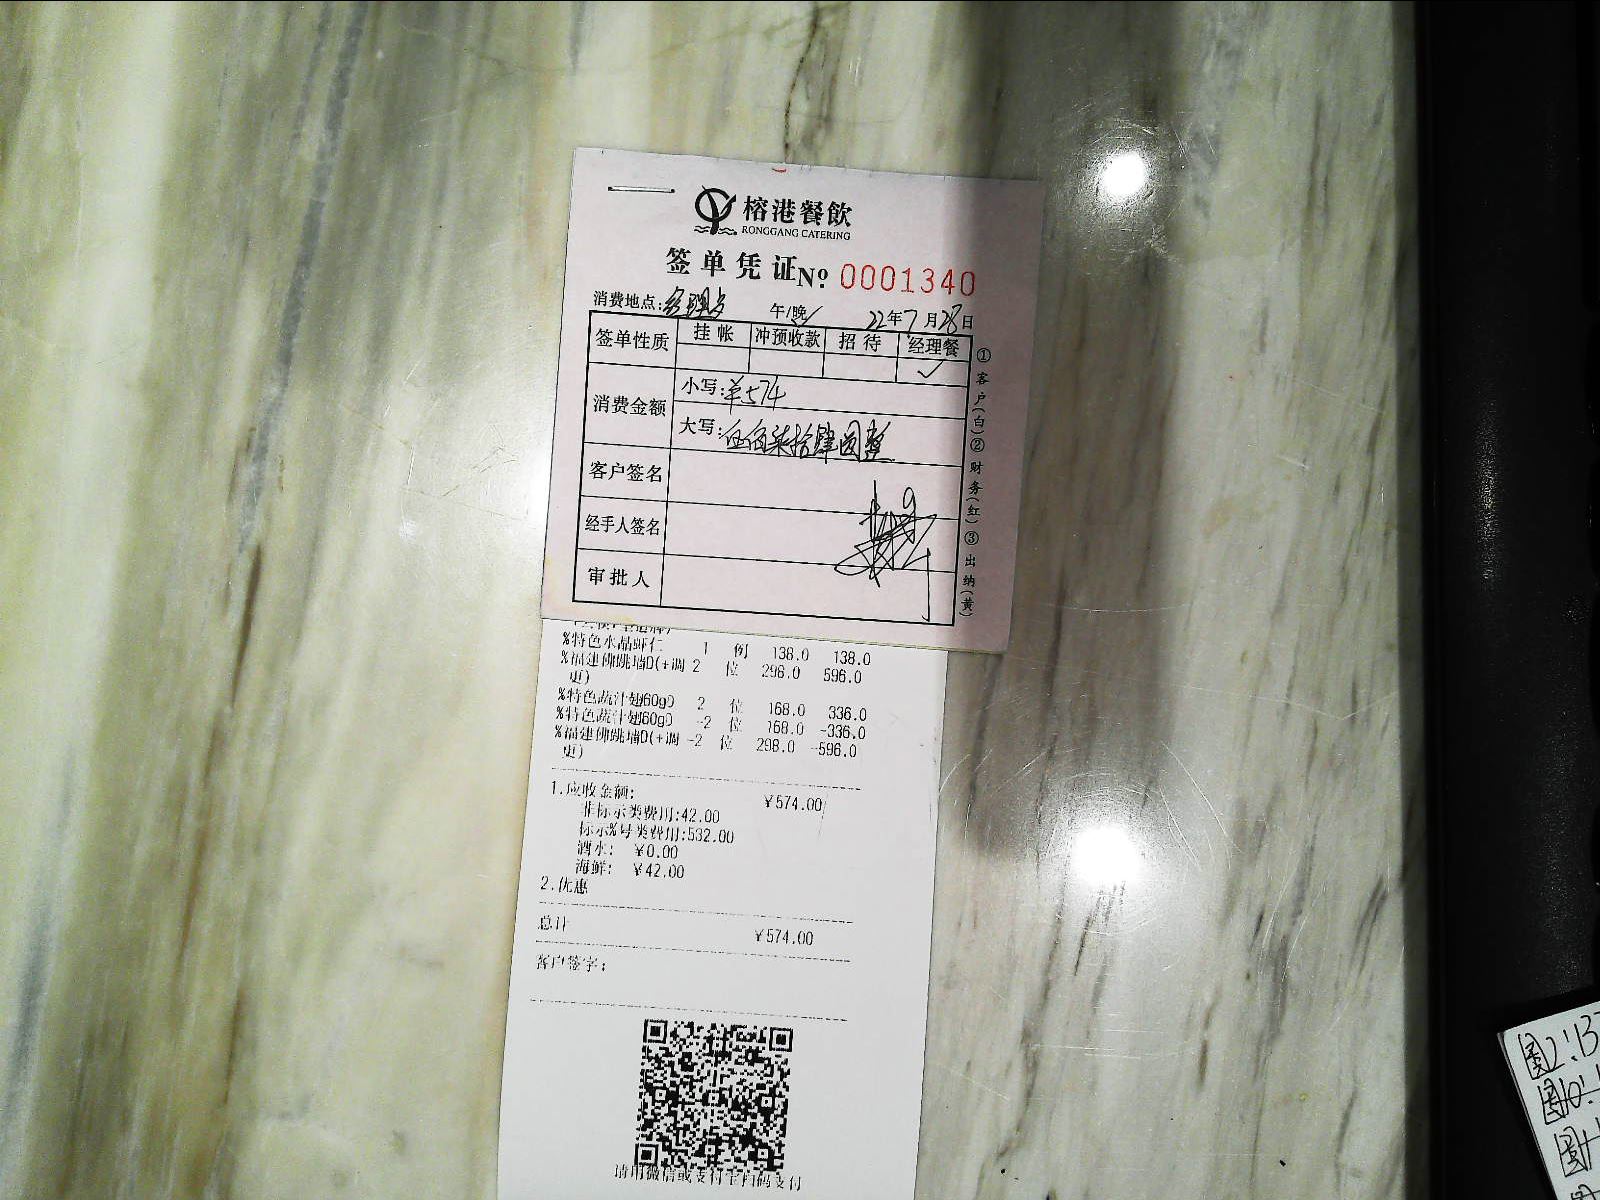 榕港餐飲
RONGGANG CATERING
签单凭证№ 0001340
消费地点: 午/晚 22年7月28日
签单性质 挂帐 冲预收款 招待 经理餐
✓
消费金额 小写:¥574
大写:伍佰柒拾肆圆整
客户签名
经手人签名
审批人
①客户(白)②财务(红)③出纳(黄)
%特色水晶虾仁 1 例 138.0 138.0
%福建佛跳墙D(+调 2 位 298.0 596.0
更)
%特色蔬汁翅60gD 2 位 168.0 336.0
%特色蔬汁翅60gD -2 位 168.0 -336.0
%福建佛跳墙D(+调 -2 位 298.0 -596.0
更)
1.应收金额: ¥574.00
非标示类费用:42.00
标示%号类费用:532.00
酒水: ¥0.00
海鲜: ¥42.00
2.优惠
总计 ¥574.00
客户签字:
请用微信或支付宝扫码支付